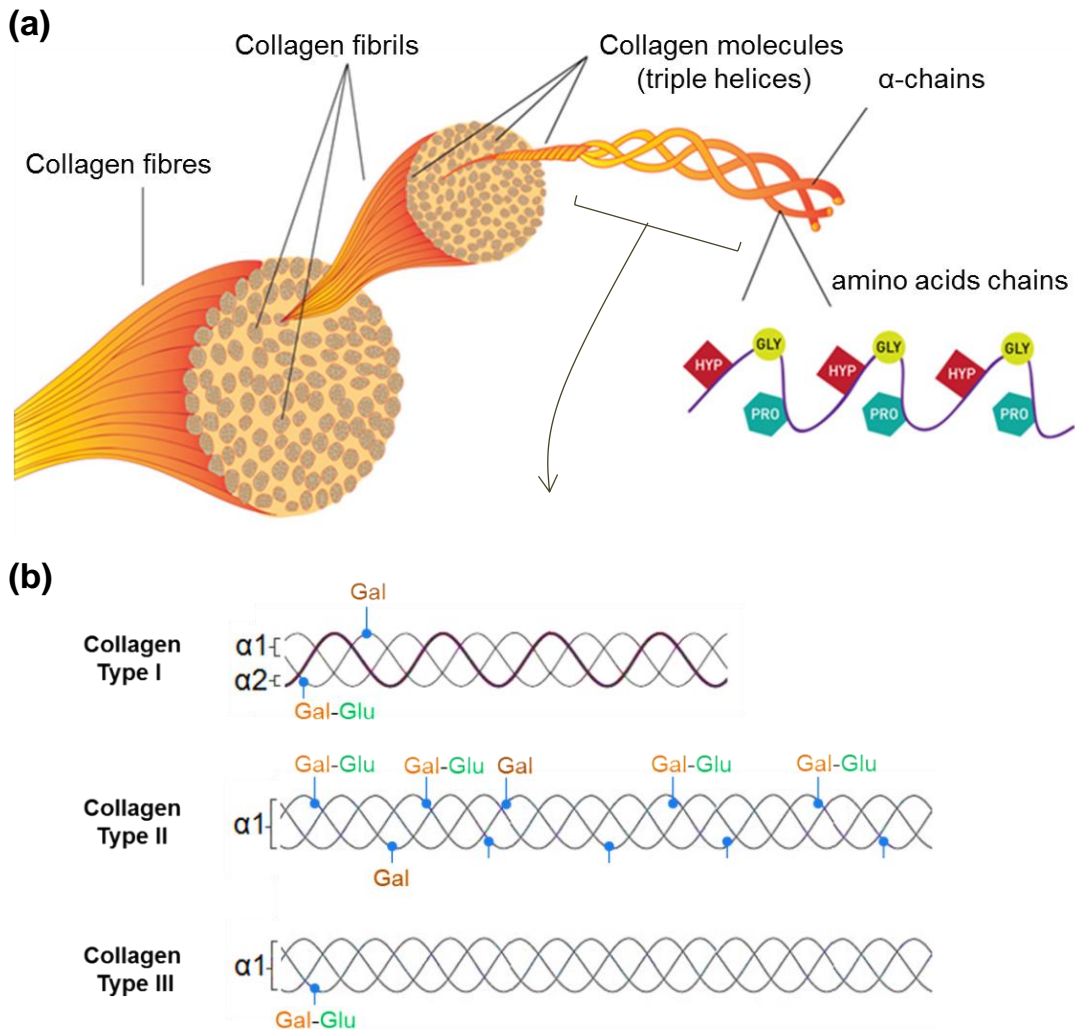 (a)
Collagen fibrils
Collagen molecules
(triple helices)
α-chains
Collagen fibres
amino acids chains
HYP
GLY
PRO
HYP
GLY
PRO
HYP
GLY
PRO
(b)
Gal
Collagen
Type I
α1
α2
Gal-Glu
Gal-Glu
Gal-Glu
Gal
Gal-Glu
Gal-Glu
Collagen
Type II
α1
Gal
Collagen
Type III
α1
Gal-Glu